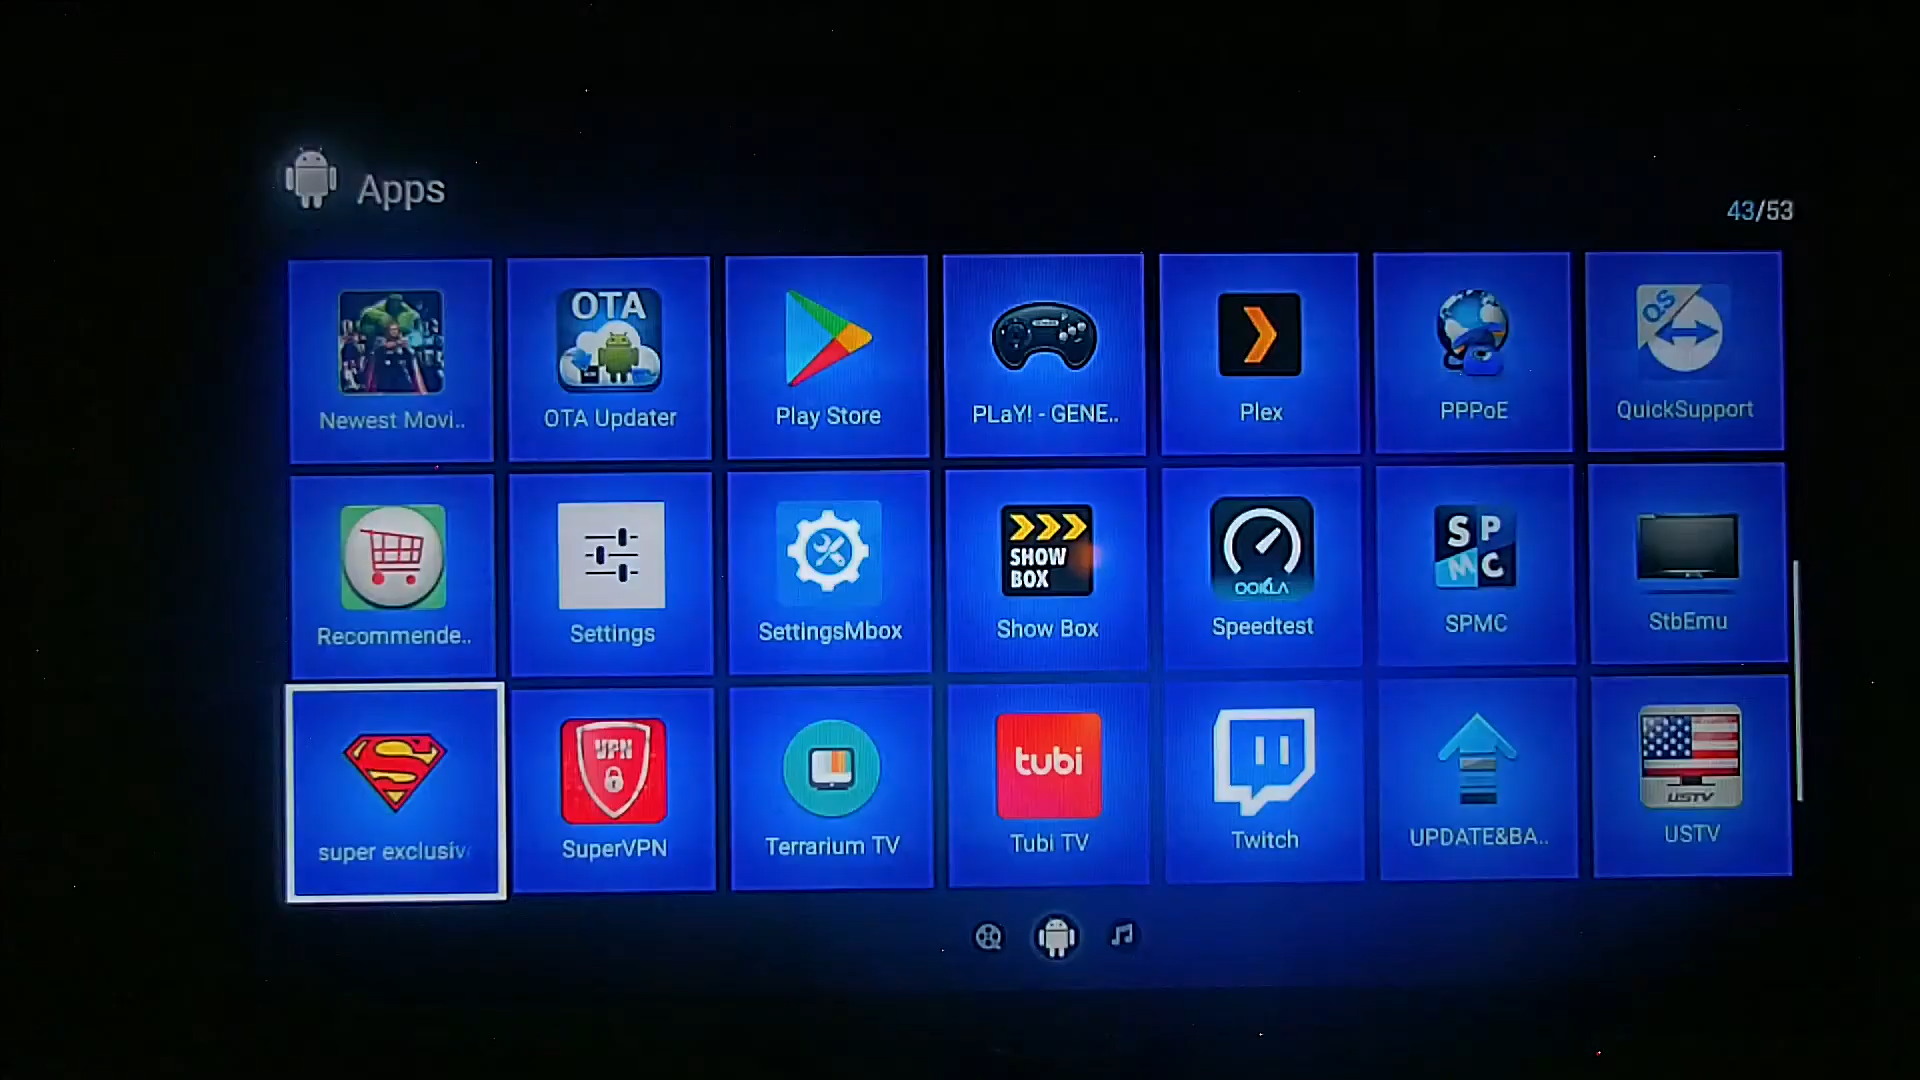 Apps
43/53
OTA
QS
Newest Movi..
OTA Updater
Play Store
PLaY! - GENE..
Plex
PPPoE
QuickSupport
SHOW
BOX
OOKLA
S P
M C
Recommende..
Settings
SettingsMbox
Show Box
Speedtest
SPMC
StbEmu
S
VPN
tubi
USTV
super exclusiv
SuperVPN
Terrarium TV
Tubi TV
Twitch
UPDATE&BA..
USTV